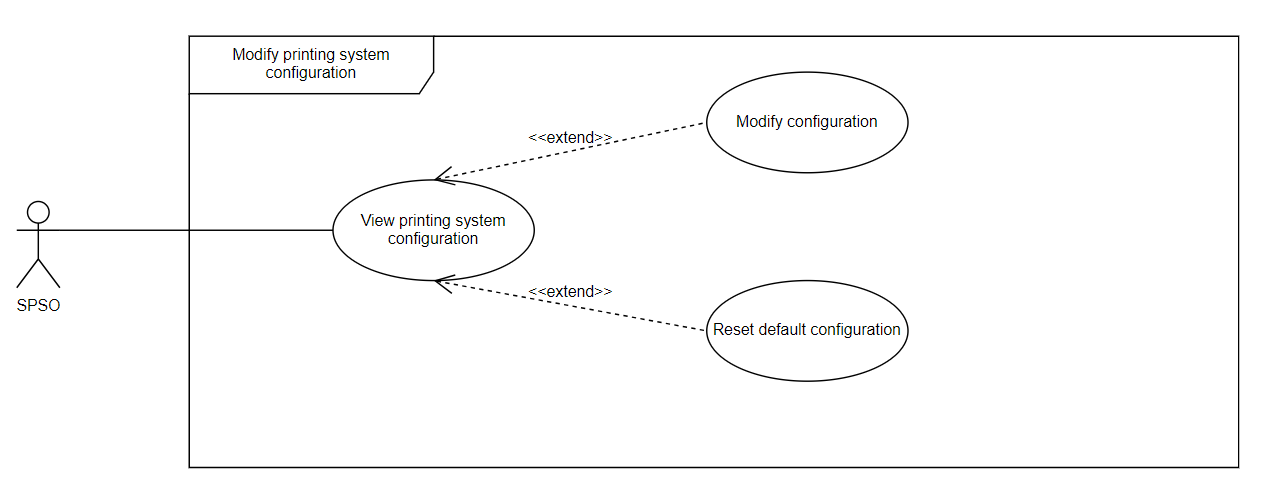 Modify printing system
configuration
Modify configuration
<<extend>>
View printing system
configuration
<<extend>>
SPSO
Reset default configuration